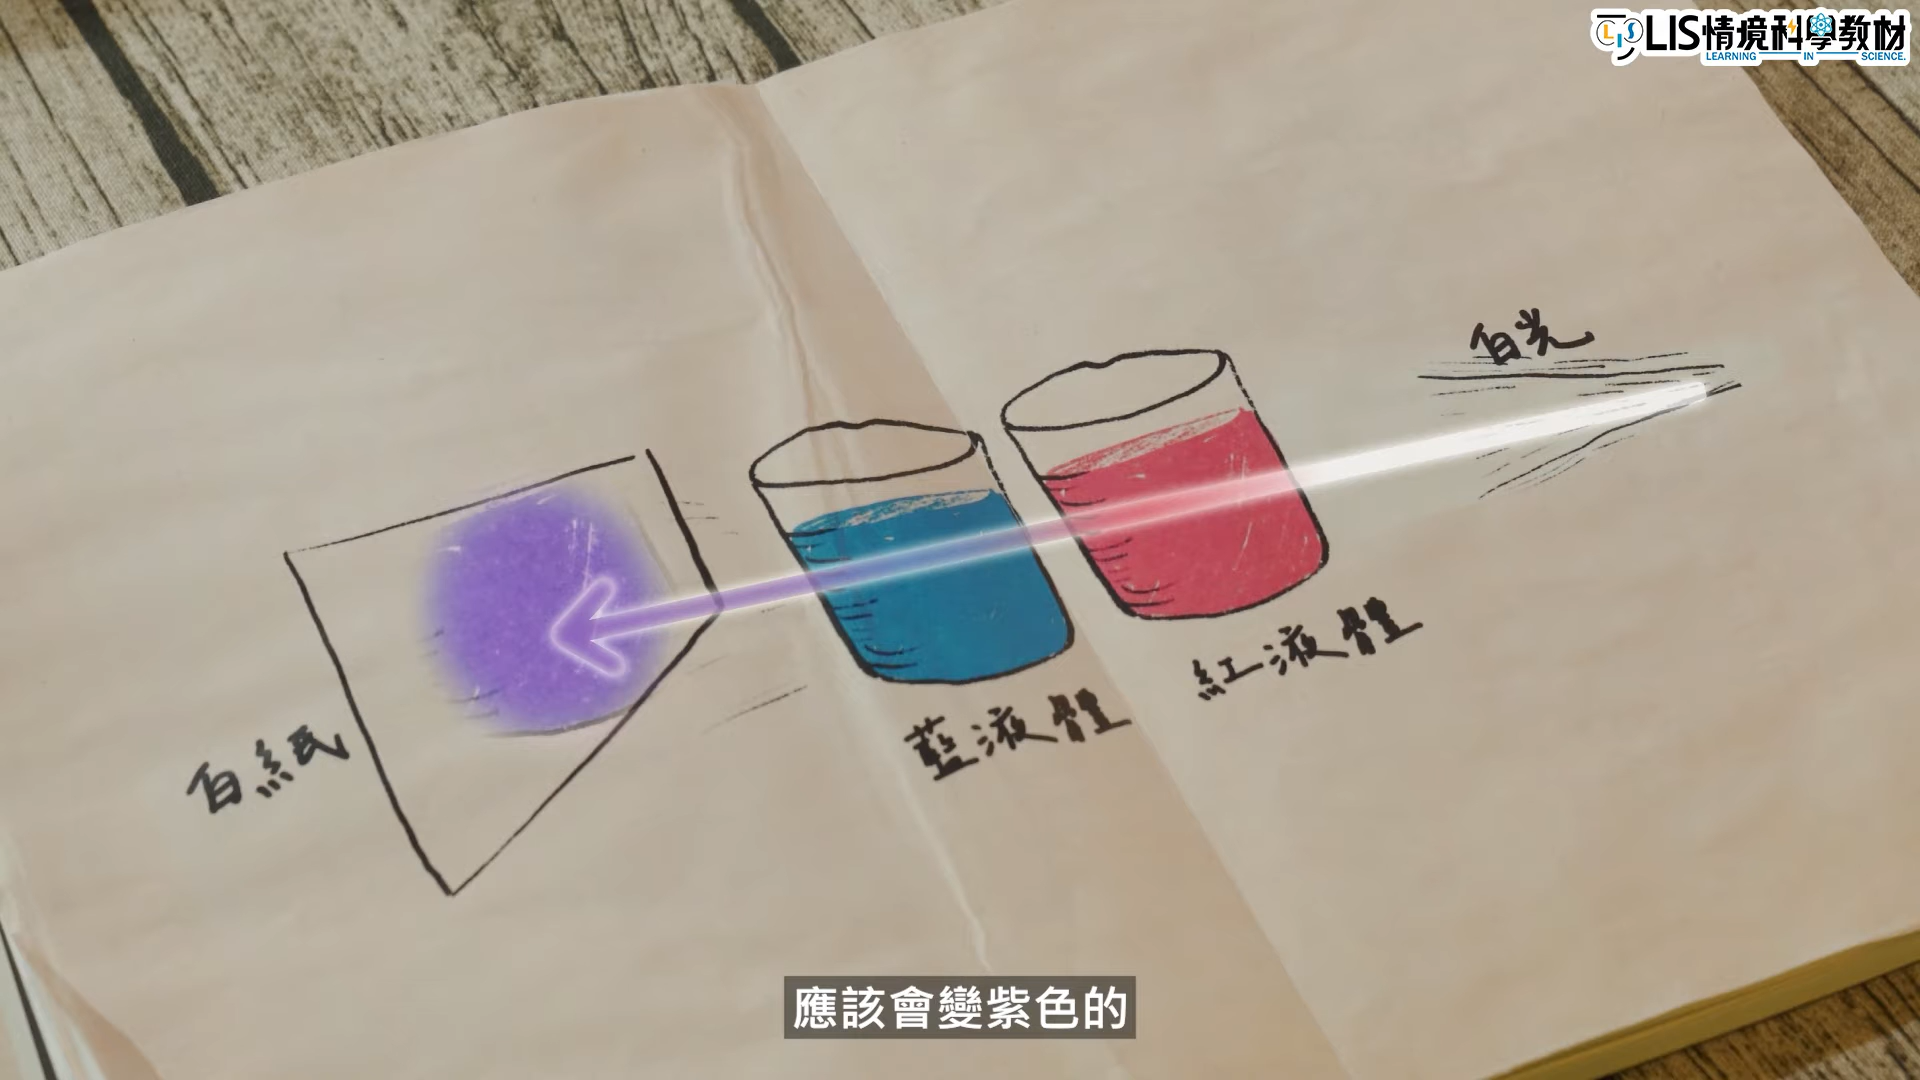 LIS情境科學教材
LEARNING IN SCIENCE.
白光
紅液體
藍液體
白紙
應該會變紫色的